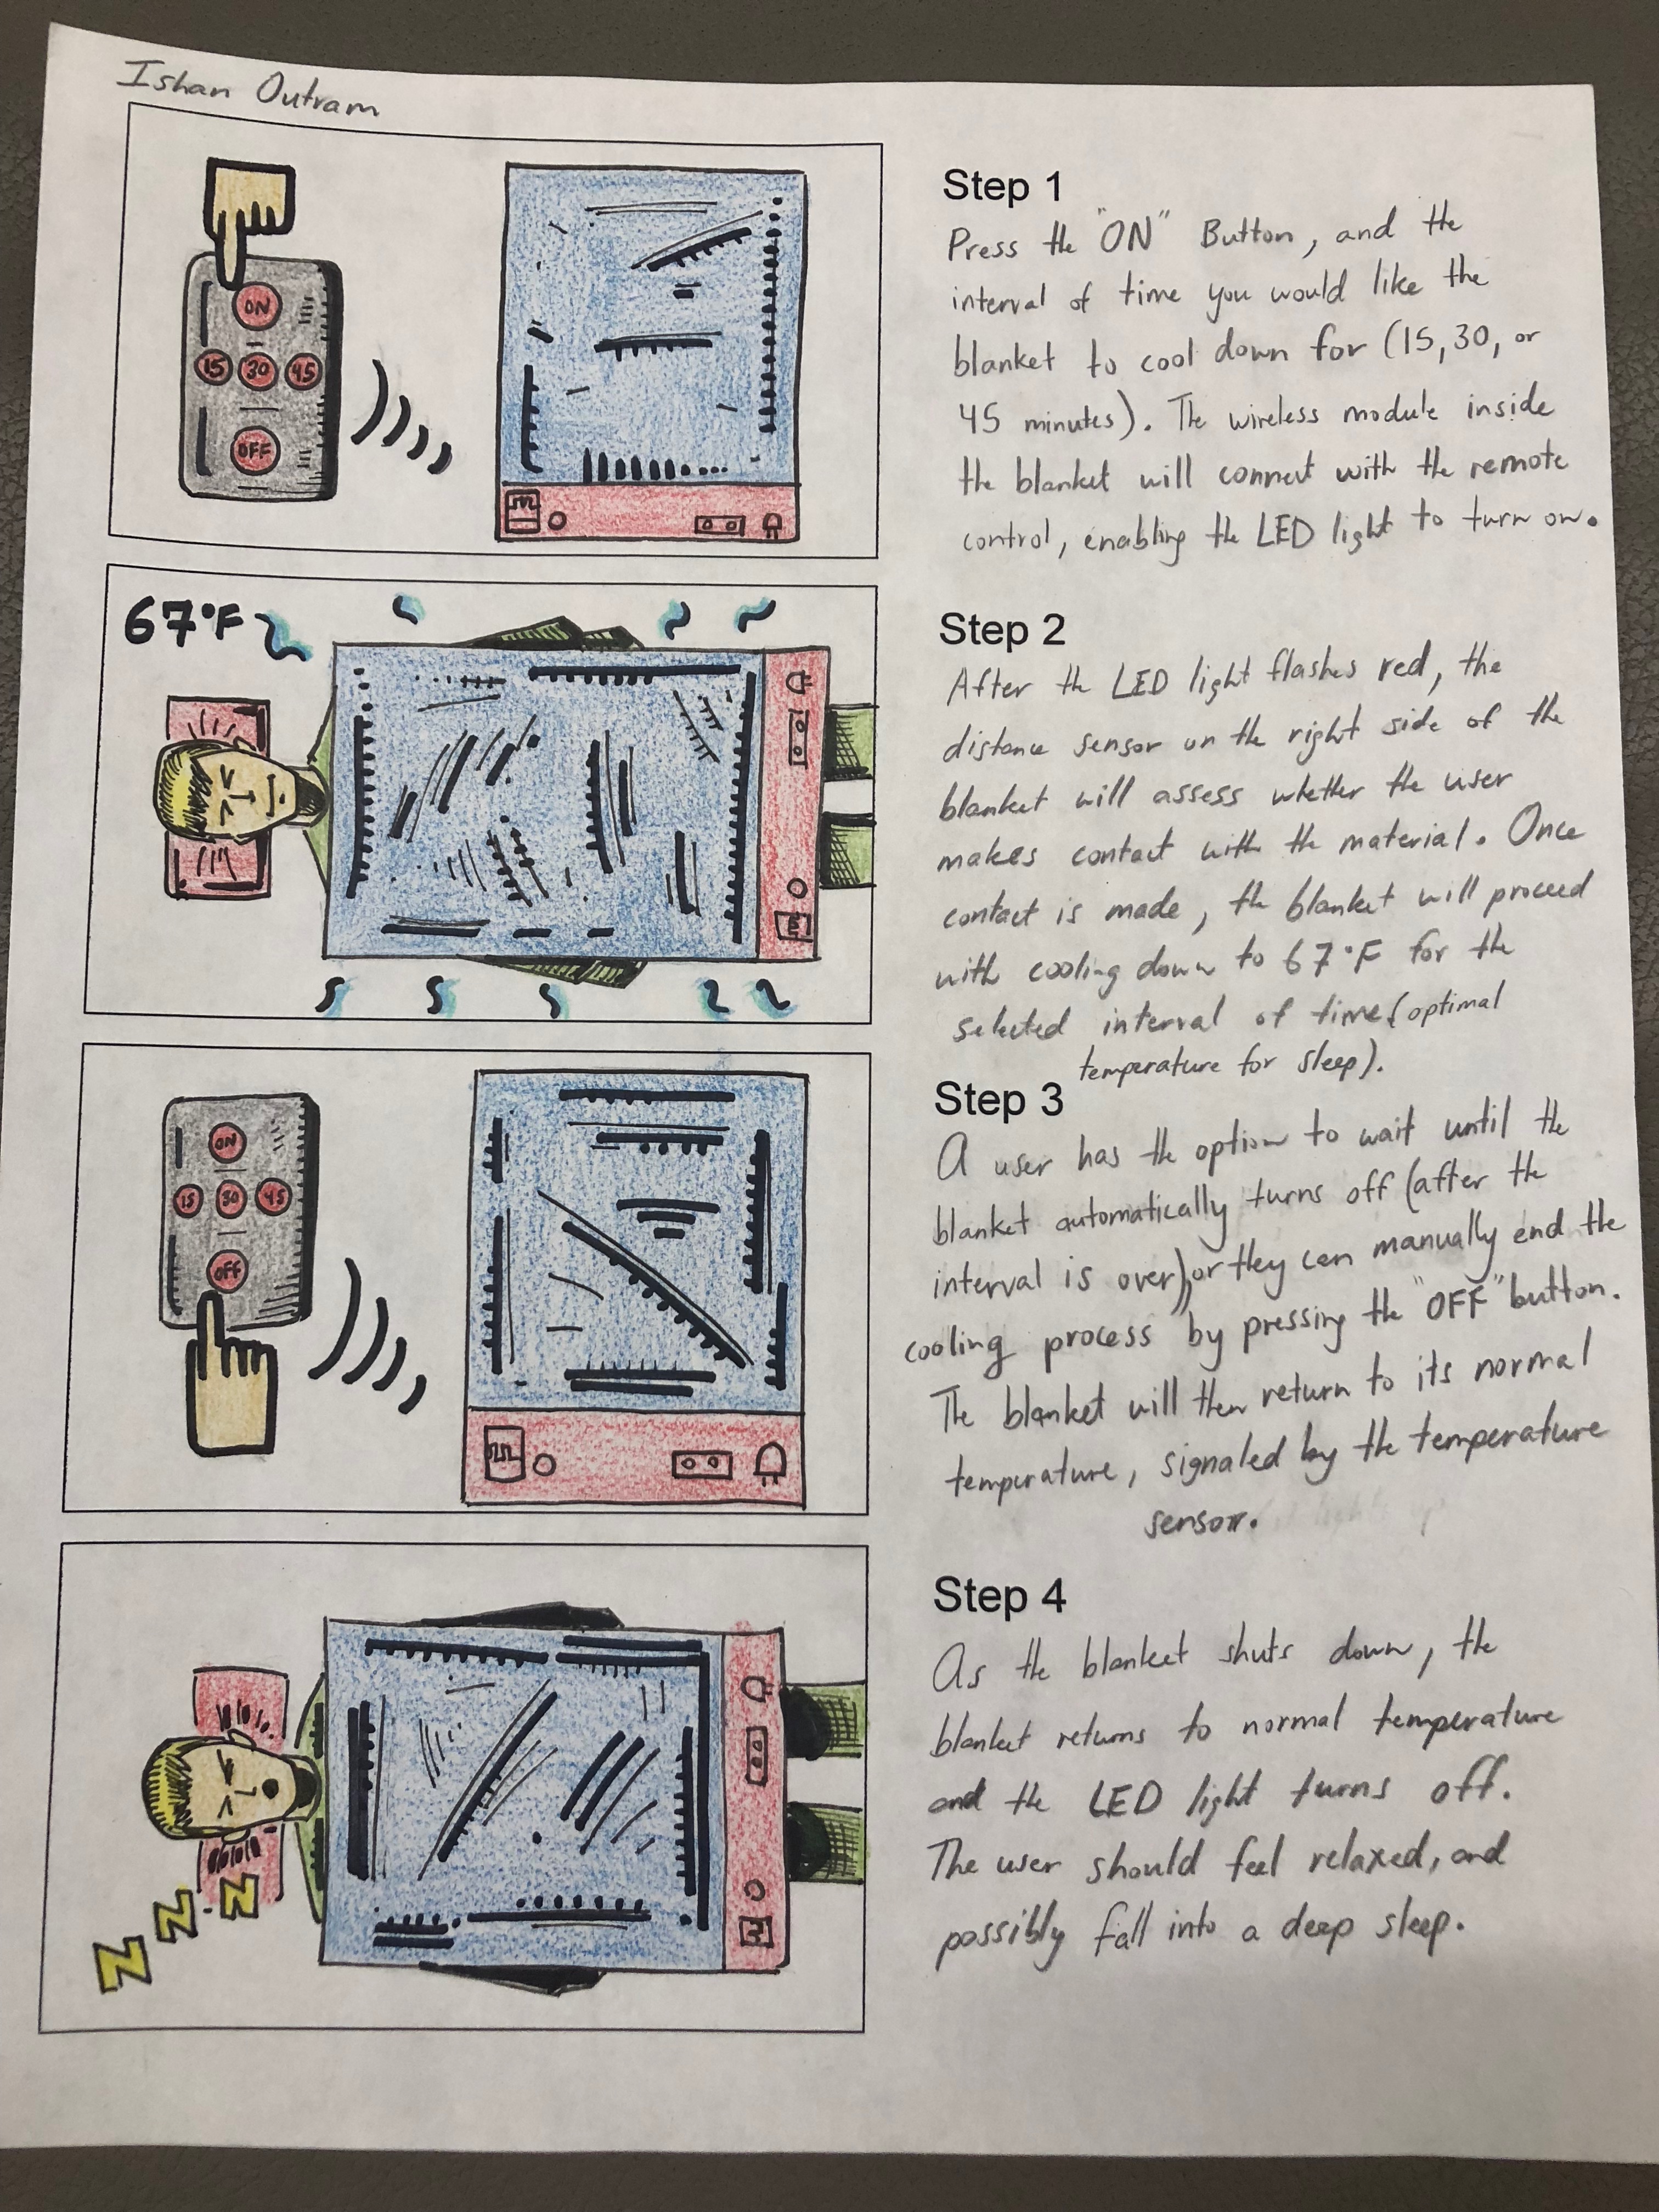 Ishan Outram
ON
15 30 45
OFF
Step 1
Press the "ON" Button, and the
interval of time you would like the
blanket to cool down for (15, 30, or
45 minutes). The wireless module inside
the blanket will connect with the remote
control, enabling the LED light to turn on.
67°F
Step 2
After the LED light flashes red, the
distance sensor on the right side of the
blanket will assess whether the user
makes contact with the material. Once
contact is made, the blanket will proceed
with cooling down to 67°F for the
selected interval of time (optimal
temperature for sleep).
ON
15 30 45
OFF
Step 3
A user has the option to wait until the
blanket automatically turns off (after the
interval is over), or they can manually end the
cooling process by pressing the "OFF" button.
The blanket will then return to its normal
temperature, signaled by the temperature
sensor.
Z Z Z
Step 4
As the blanket shuts down, the
blanket returns to normal temperature
and the LED light turns off.
The user should feel relaxed, and
possibly fall into a deep sleep.